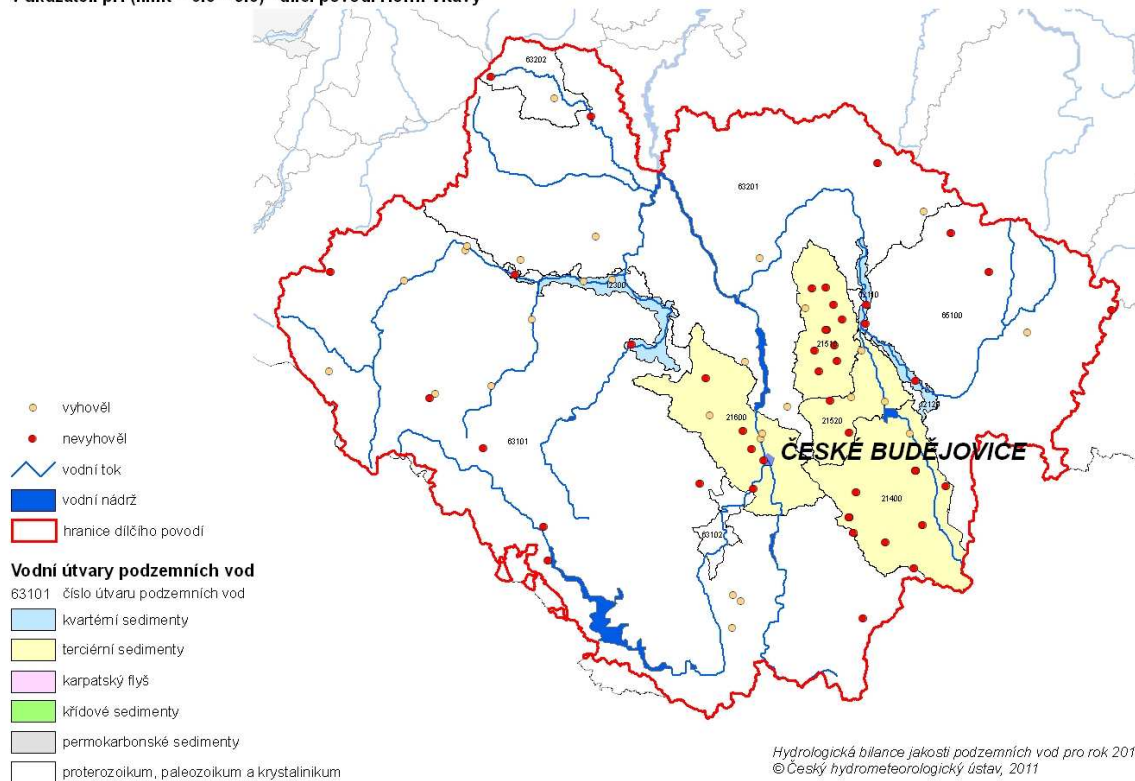 63202
63201
65100
21520
21600
ČESKÉ BUDĚJOVICE
63101
21400
63102
vyhověl
nevyhověl
vodní tok
vodní nádrž
hranice dílčího povodí
Vodní útvary podzemních vod
63101 číslo útvaru podzemních vod
kvartérní sedimenty
terciérní sedimenty
karpatský flyš
křídové sedimenty
permokarbonské sedimenty
proterozoikum, paleozoikum a krystalinikum
Hydrologická bilance jakosti podzemních vod pro rok 201
© Český hydrometeorologický ústav, 2011